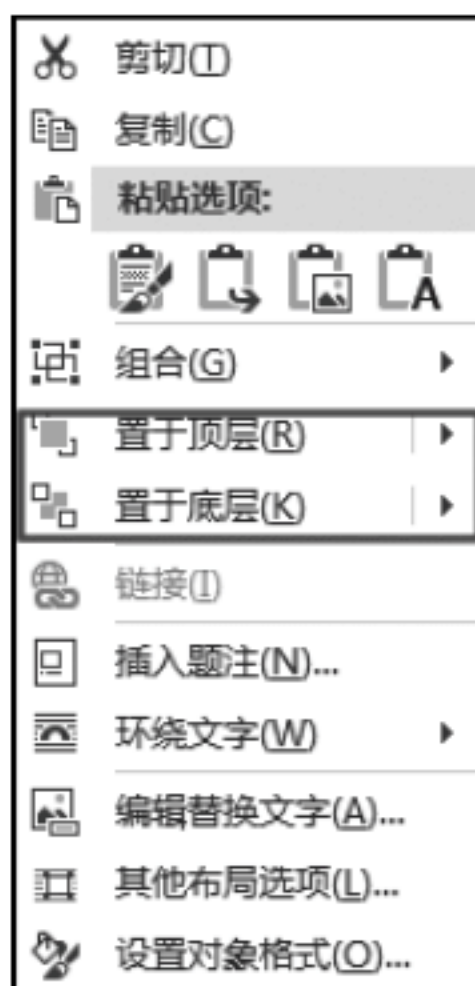 剪切(T)
复制(C)
粘贴选项:
组合(G)
置于顶层(R)
置于底层(K)
链接(I)
插入题注(N)...
环绕文字(W)
编辑替换文字(A)...
其他布局选项(L)...
设置对象格式(O)...